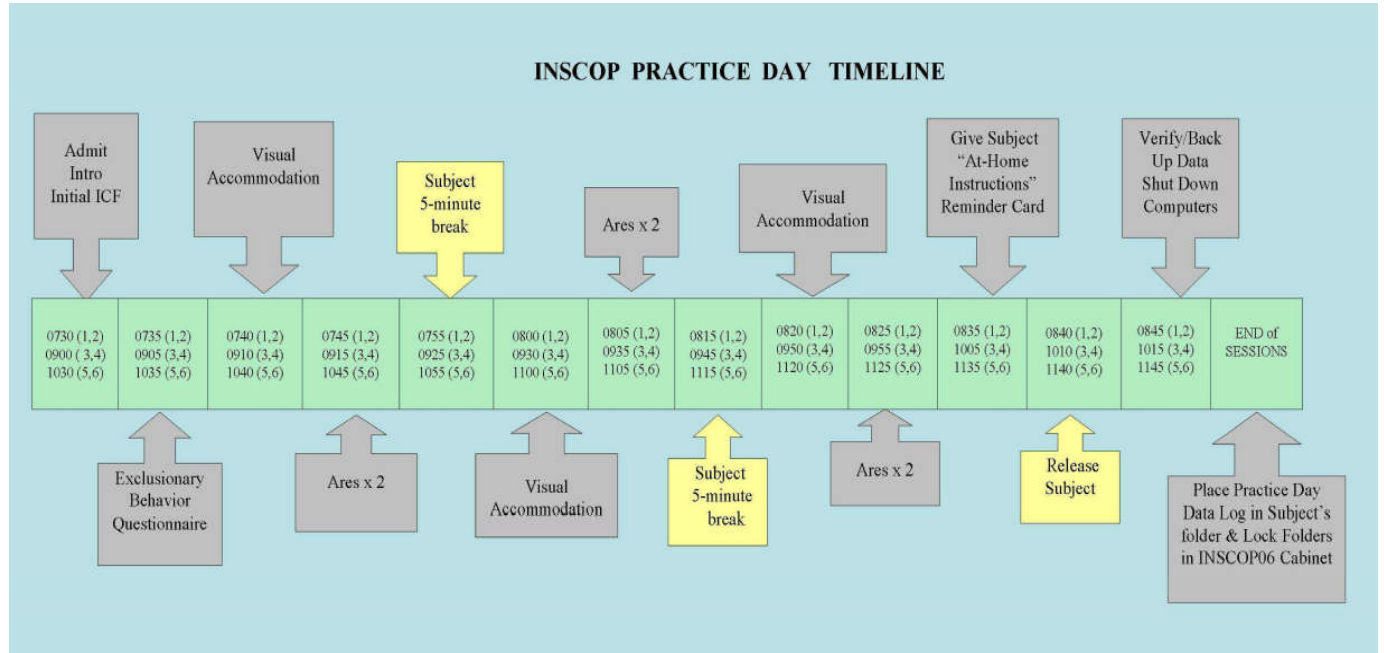 INSCOP PRACTICE DAY TIMELINE
Admit
Intro
Initial ICF
Visual
Accommodation
Subject
5-minute
break
Ares x 2
Visual
Accommodation
Give Subject
“At-Home
Instructions”
Reminder Card
Verify/Back
Up Data
Shut Down
Computers
0730 (1,2)
0900 ( 3,4)
1030 (5,6)
0735 (1,2)
0905 (3,4)
1035 (5,6)
0740 (1,2)
0910 (3,4)
1040 (5,6)
0745 (1,2)
0915 (3,4)
1045 (5,6)
0755 (1,2)
0925 (3,4)
1055 (5,6)
0800 (1,2)
0930 (3,4)
1100 (5,6)
0805 (1,2)
0935 (3,4)
1105 (5,6)
0815 (1,2)
0945 (3,4)
1115 (5,6)
0820 (1,2)
0950 (3,4)
1120 (5,6)
0825 (1,2)
0955 (3,4)
1125 (5,6)
0835 (1,2)
1005 (3,4)
1135 (5,6)
0840 (1,2)
1010 (3,4)
1140 (5,6)
0845 (1,2)
1015 (3,4)
1145 (5,6)
END of
SESSIONS
Exclusionary
Behavior
Questionnaire
Ares x 2
Visual
Accommodation
Subject
5-minute
break
Ares x 2
Release
Subject
Place Practice Day
Data Log in Subject’s
folder & Lock Folders
in INSCOP06 Cabinet